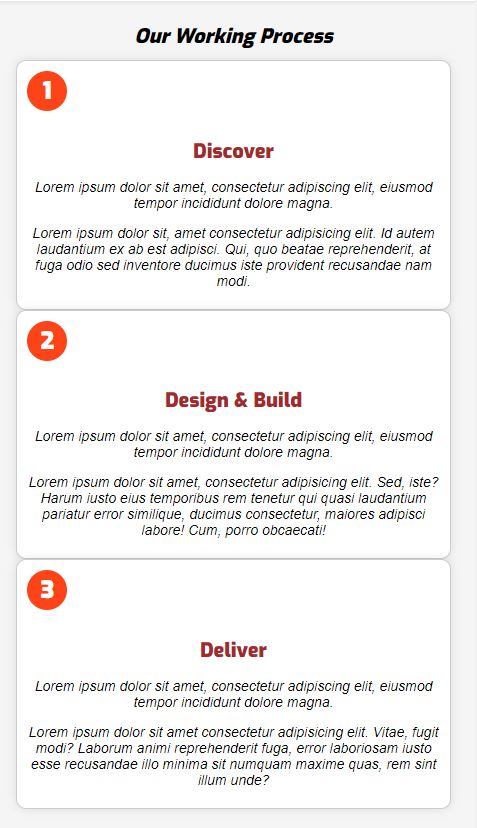 Our Working Process
1
Discover
Lorem ipsum dolor sit amet, consectetur adipiscing elit, eiusmod
tempor incididunt dolore magna.
Lorem ipsum dolor sit, amet consectetur adipisicing elit. Id autem
laudantium ex ab est adipisci. Qui, quo beatae reprehenderit, at
fuga odio sed inventore ducimus iste provident recusandae nam
modi.
2
Design & Build
Lorem ipsum dolor sit amet, consectetur adipiscing elit, eiusmod
tempor incididunt dolore magna.
Lorem ipsum dolor sit amet, consectetur adipisicing elit. Sed, iste?
Harum iusto eius temporibus rem tenetur qui quasi laudantium
pariatur error similique, ducimus consectetur, maiores adipisci
labore! Cum, porro obcaecati!
3
Deliver
Lorem ipsum dolor sit amet, consectetur adipiscing elit, eiusmod
tempor incididunt dolore magna.
Lorem ipsum dolor sit amet consectetur adipisicing elit. Vitae, fugit
modi? Laborum animi reprehenderit fuga, error laboriosam iusto
esse recusandae illo minima sit numquam maxime quas, rem sint
illum unde?